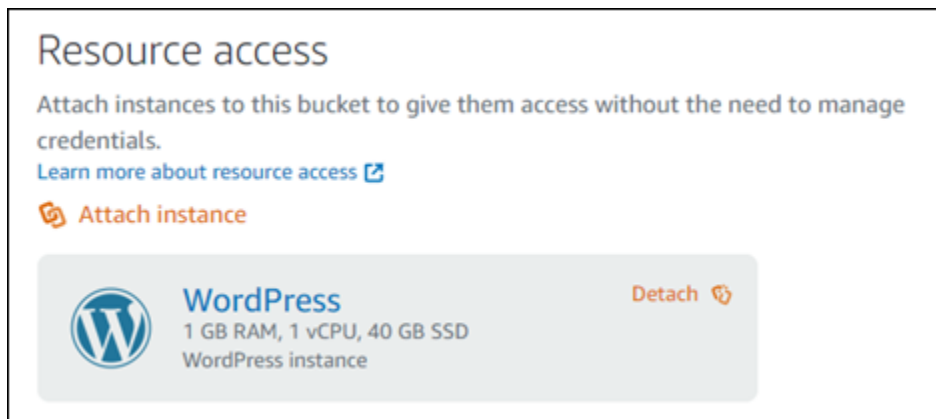 Resource access
Attach instances to this bucket to give them access without the need to manage
credentials.
Learn more about resource access
Attach instance
WordPress
Detach
1 GB RAM, 1 vCPU, 40 GB SSD
WordPress instance